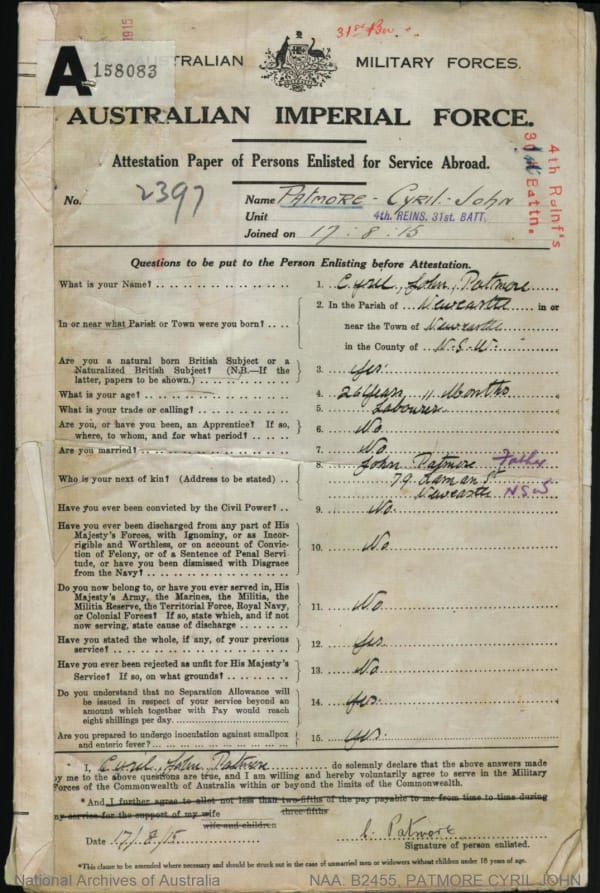 1915
31st Bn.
A 158083
AUSTRALIAN MILITARY FORCES.
AUSTRALIAN IMPERIAL FORCE.
Attestation Paper of Persons Enlisted for Service Abroad.
4th Reinf's
30th Battn.
No. 2397
Name PATMORE - CYRIL - JOHN
Unit 4th. REINS. 31st. BATT.
Joined on 17 : 8 : 15
Questions to be put to the Person Enlisting before Attestation.
What is your Name? 1. Cyril, John, Patmore
In or near what Parish or Town were you born? 2. In the Parish of Newcastle in or
near the Town of Newcastle
in the County of N.S.W.
Are you a natural born British Subject or a
Naturalized British Subject? (N.B.—If the
latter, papers to be shown.) 3. Yes
What is your age? 4. 26 Years 11 Months
What is your trade or calling? 5. Labourer
Are you, or have you been, an Apprentice? If so,
where, to whom, and for what period? 6. No
Are you married? 7. No
Who is your next of kin? (Address to be stated) 8. John Patmore Father
79 Laman St
Newcastle NSW
Have you ever been convicted by the Civil Power? 9. No
Have you ever been discharged from any part of His
Majesty's Forces, with Ignominy, or as Incor-
rigible and Worthless, or on account of Convic-
tion of Felony, or of a Sentence of Penal Servi-
tude, or have you been dismissed with Disgrace
from the Navy? 10. No
Do you now belong to, or have you ever served in, His
Majesty's Army, the Marines, the Militia, the
Militia Reserve, the Territorial Force, Royal Navy,
or Colonial Forces? If so, state which, and if not
now serving, state cause of discharge 11. No
Have you stated the whole, if any, of your previous
service? 12. Yes
Have you ever been rejected as unfit for His Majesty's
Service? If so, on what grounds? 13. No
Do you understand that no Separation Allowance will
be issued in respect of your service beyond an
amount which together with Pay would reach
eight shillings per day. 14. Yes
Are you prepared to undergo inoculation against smallpox
and enteric fever? 15. Yes
I, Cyril John Patmore do solemnly declare that the above answers made
by me to the above questions are true, and I am willing and hereby voluntarily agree to serve in the Military
Forces of the Commonwealth of Australia within or beyond the limits of the Commonwealth.
*And I further agree to allot not less than two-fifths of the pay payable to me from time to time during
three-fifths
my service for the support of my wife
wife and children
Date 17/8/15
C. Patmore
Signature of person enlisted.
*This clause to be amended where necessary and should be struck out in the case of unmarried men or widowers without children under 18 years of age.
National Archives of Australia
NAA: B2455, PATMORE CYRIL JOHN